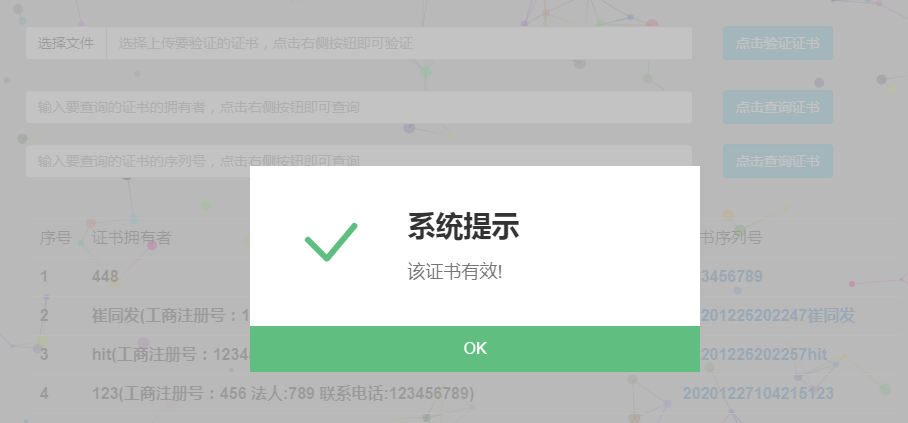 选择文件 选择上传要验证的证书，点击右侧按钮即可验证 点击验证证书
输入要查询的证书的拥有者，点击右侧按钮即可查询 点击查询证书
输入要查询的证书的序列号，点击右侧按钮即可查询 点击查询证书
系统提示
该证书有效!
OK
序号 证书拥有者 书序列号
1 448 3456789
2 崔同发(工商注册号：1 201226202247崔同发
3 hit(工商注册号：1234 201226202257hit
4 123(工商注册号：456 法人:789 联系电话:123456789) 20201227104215123